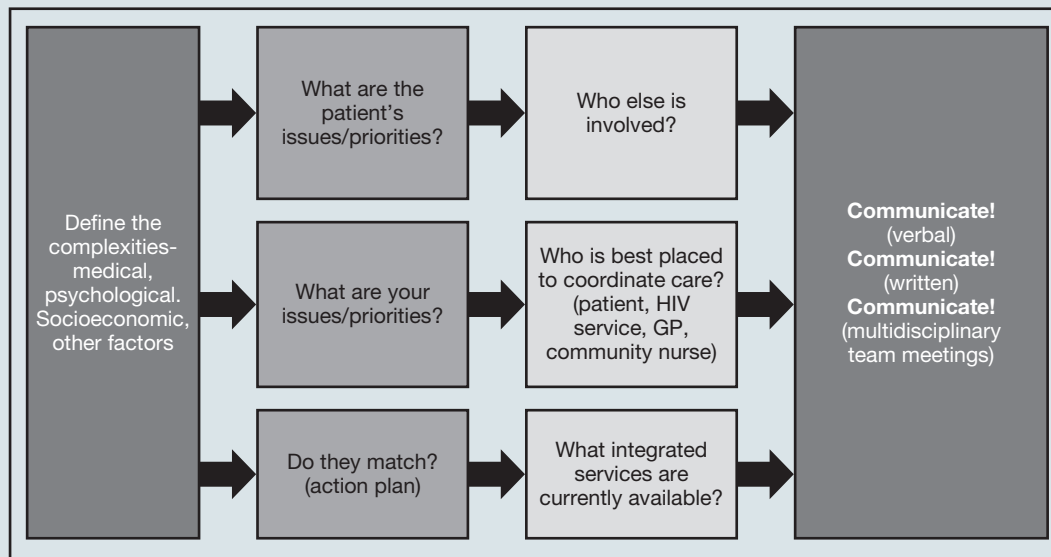 Define the
complexities-
medical,
psychological.
Socioeconomic,
other factors
What are the
patient's
issues/priorities?
Who else is
involved?
What are your
issues/priorities?
Who is best placed
to coordinate care?
(patient, HIV
service, GP,
community nurse)
Do they match?
(action plan)
What integrated
services are
currently available?
Communicate!
(verbal)
Communicate!
(written)
Communicate!
(multidisciplinary
team meetings)